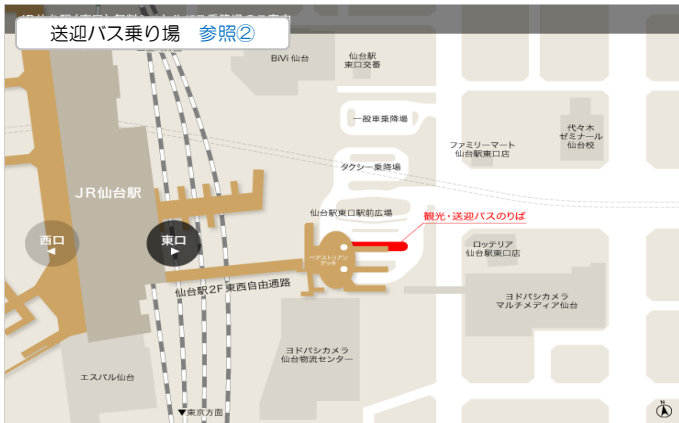 送迎バス乗り場 参照②
BiVi 仙台
仙台駅
東口交番
一般車乗降場
代々木
ゼミナール
仙台校
ファミリーマート
仙台駅東口店
タクシー乗降場
JR仙台駅
仙台駅東口駅前広場
観光・送迎バスのりば
西口
東口
ペデストリアン
デッキ
ロッテリア
仙台駅東口店
仙台駅2F 東西自由通路
ヨドバシカメラ
マルチメディア仙台
ヨドバシカメラ
仙台物流センター
エスパル仙台
▼東京方面
N